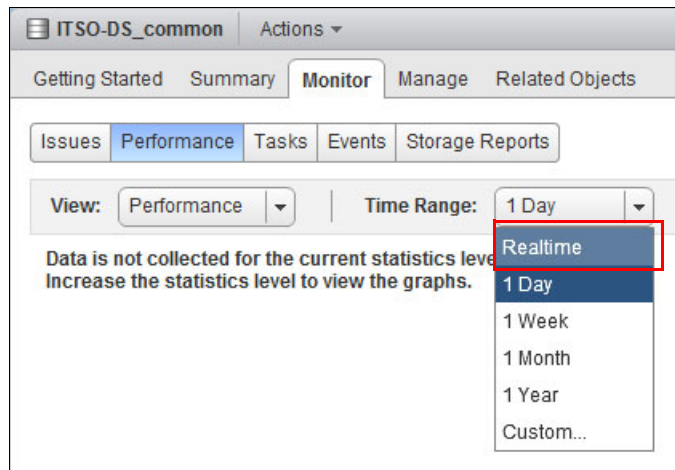 ITSO-DS_common Actions
Getting Started Summary Monitor Manage Related Objects
Issues Performance Tasks Events Storage Reports
View: Performance Time Range: 1 Day
Data is not collected for the current statistics leve
Increase the statistics level to view the graphs.
Realtime
1 Day
1 Week
1 Month
1 Year
Custom...